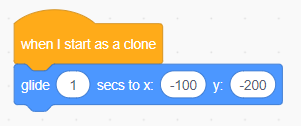 when I start as a clone
glide 1 secs to x: -100 y: -200